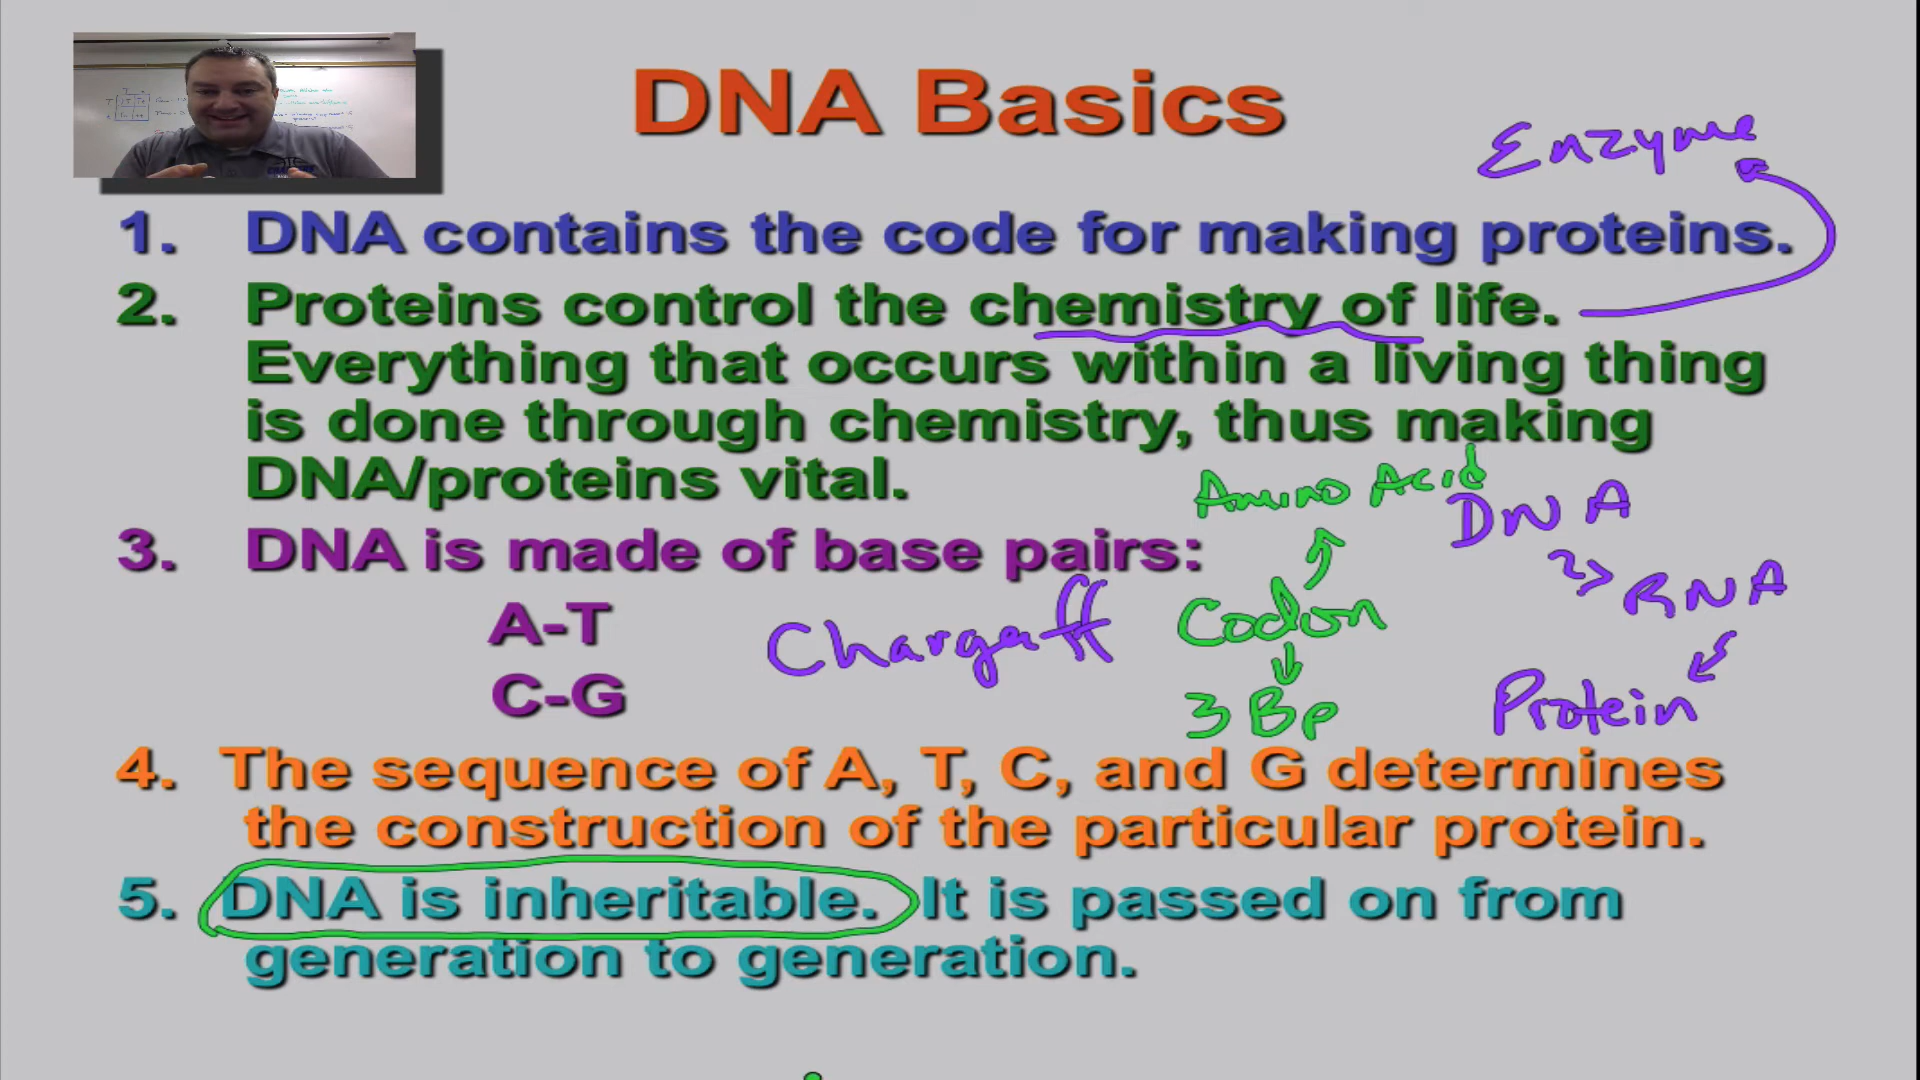 DNA Basics
Enzyme
1. DNA contains the code for making proteins.
2. Proteins control the chemistry of life.
Everything that occurs within a living thing
is done through chemistry, thus making
DNA/proteins vital.
Amino Acid
DNA
3. DNA is made of base pairs:
RNA
A-T
Chargaff
Codon
C-G
3 Bp
Protein
4. The sequence of A, T, C, and G determines
the construction of the particular protein.
5. DNA is inheritable. It is passed on from
generation to generation.